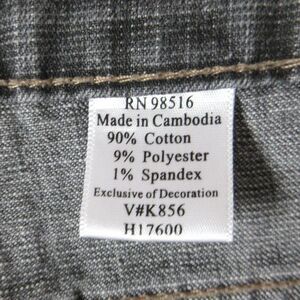 RN 98516
Made in Cambodia
90% Cotton
9% Polyester
1% Spandex
Exclusive of Decoration
V#K856
H17600